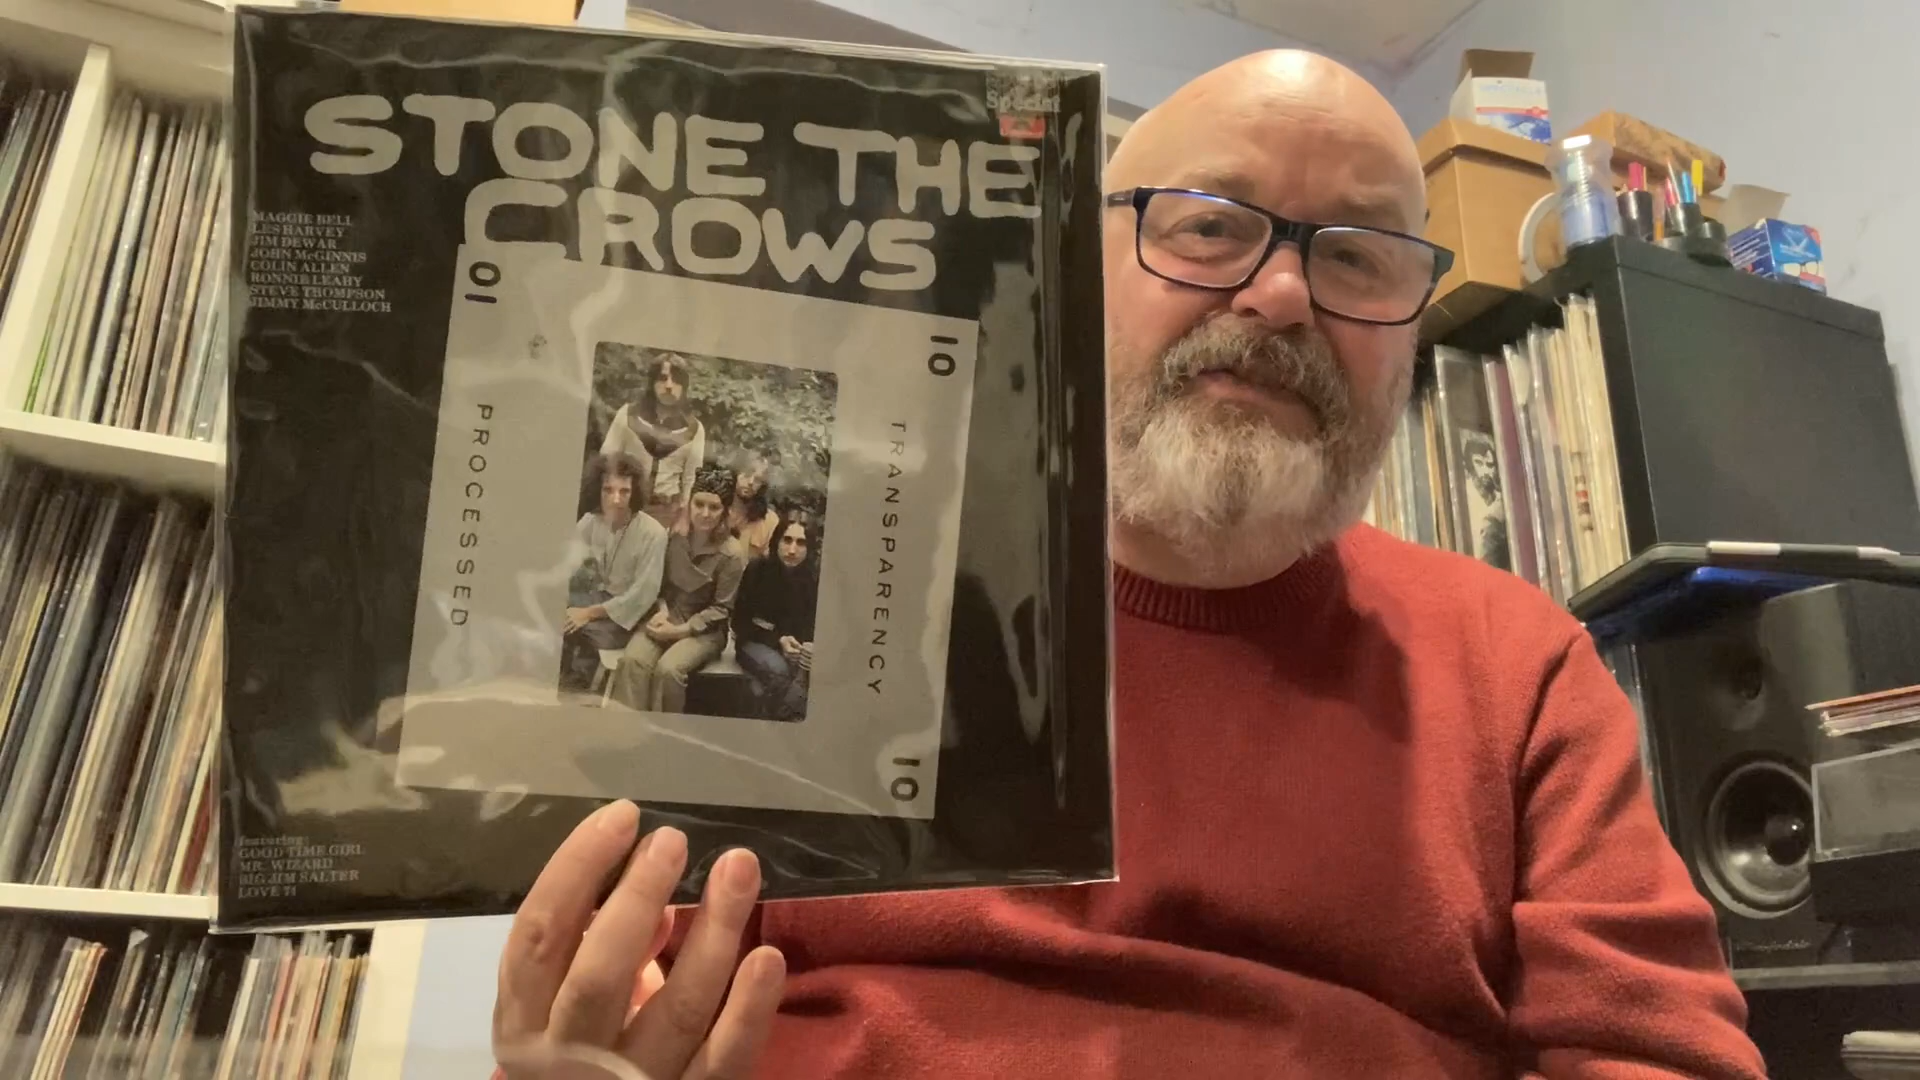 STONE THE
CROWS
Special
MAGGIE BELL
LES HARVEY
JIM DEWAR
JOHN McGINNIS
COLIN ALLEN
RONNIE LEAHY
STEVE THOMPSON
JIMMY McCULLOCH
10
10
PROCESSED
TRANSPARENCY
10
featuring:
GOOD TIME GIRL
MR. WIZARD
BIG JIM SALTER
LOVE 74